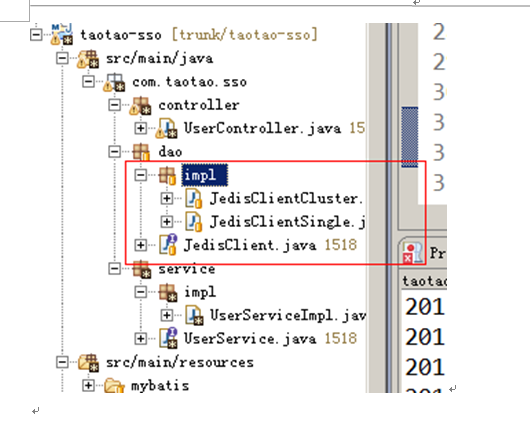 taotao-sso [trunk/taotao-sso]
src/main/java
com.taotao.sso
controller
UserController.java 15
dao
impl
JedisClientCluster.
JedisClientSingle.j
JedisClient.java 1518
service
impl
UserServiceImpl.jav
UserService.java 1518
src/main/resources
mybatis
2
2
3
3
3
3
Pr
taotao
201
201
201